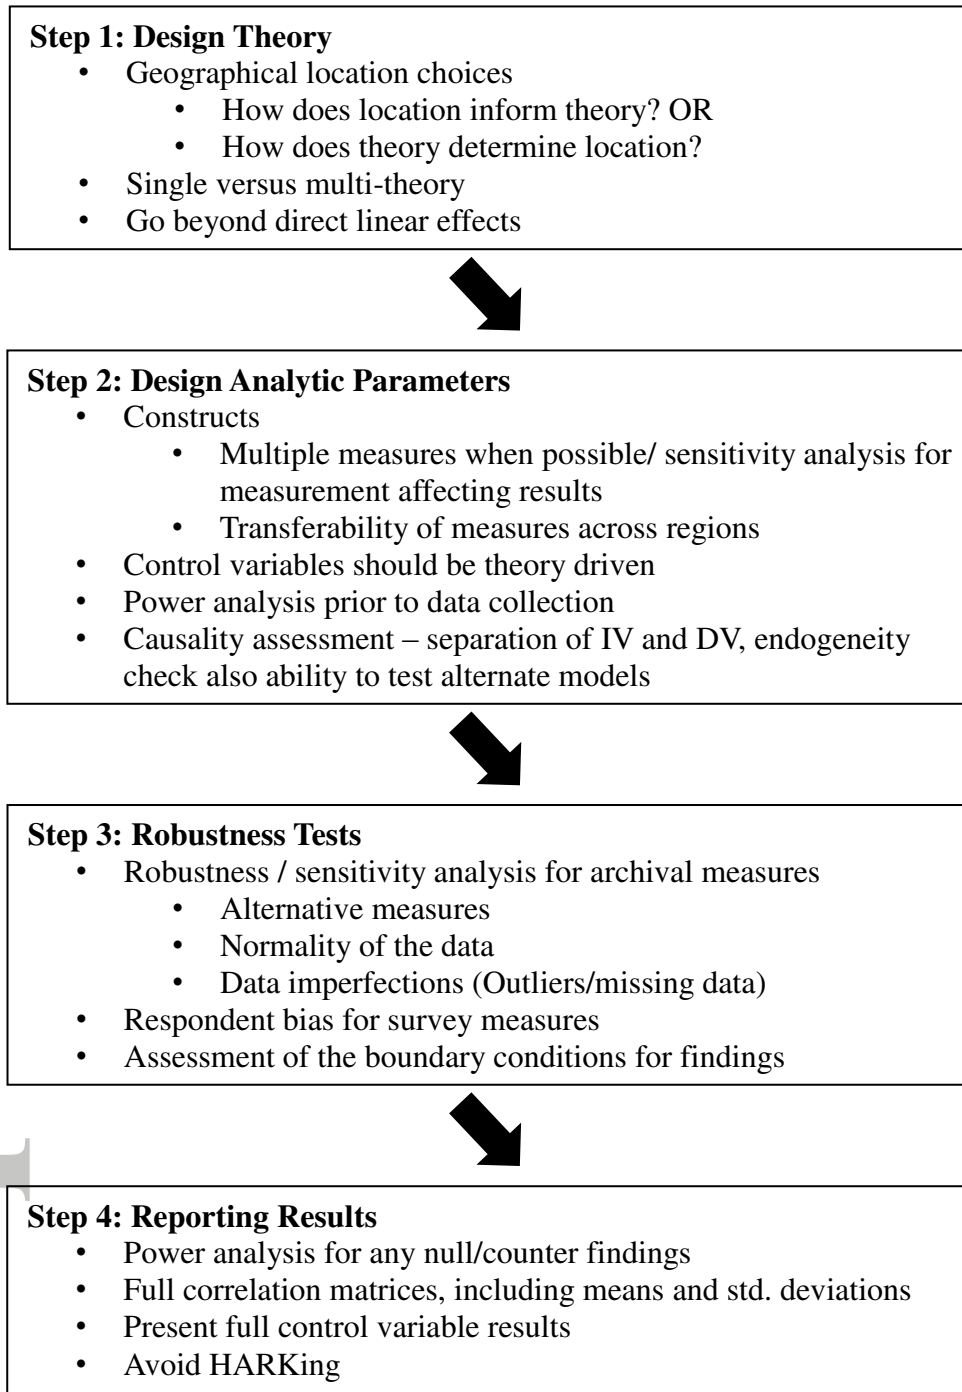 Step 1: Design Theory
• Geographical location choices
• How does location inform theory? OR
• How does theory determine location?
• Single versus multi-theory
• Go beyond direct linear effects
Step 2: Design Analytic Parameters
• Constructs
• Multiple measures when possible/ sensitivity analysis for
measurement affecting results
• Transferability of measures across regions
• Control variables should be theory driven
• Power analysis prior to data collection
• Causality assessment – separation of IV and DV, endogeneity
check also ability to test alternate models
Step 3: Robustness Tests
• Robustness / sensitivity analysis for archival measures
• Alternative measures
• Normality of the data
• Data imperfections (Outliers/missing data)
• Respondent bias for survey measures
• Assessment of the boundary conditions for findings
Step 4: Reporting Results
• Power analysis for any null/counter findings
• Full correlation matrices, including means and std. deviations
• Present full control variable results
• Avoid HARKing